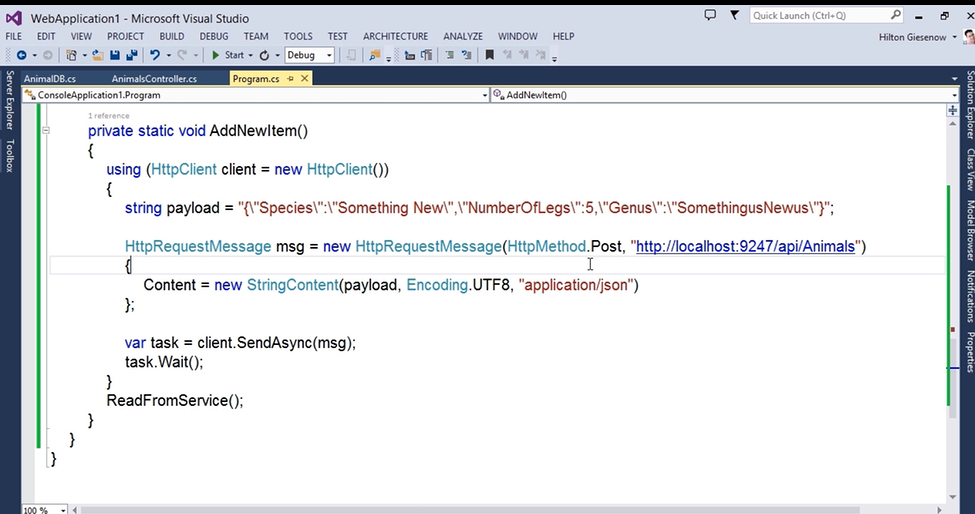 WebApplication1 - Microsoft Visual Studio
Quick Launch (Ctrl+Q)
FILE EDIT VIEW PROJECT BUILD DEBUG TEAM TOOLS TEST ARCHITECTURE ANALYZE WINDOW HELP
Hilton Giesenow
Start Debug
AnimalDB.cs AnimalsController.cs Program.cs
ConsoleApplication1.Program AddNewItem()
1 reference
private static void AddNewItem()
{
using (HttpClient client = new HttpClient())
{
string payload = "{\"Species\":\"Something New\",\"NumberOfLegs\":5,\"Genus\":\"SomethingusNewus\"}";
HttpRequestMessage msg = new HttpRequestMessage(HttpMethod.Post, "http://localhost:9247/api/Animals")
{
Content = new StringContent(payload, Encoding.UTF8, "application/json")
};
var task = client.SendAsync(msg);
task.Wait();
}
ReadFromService();
}
}
}
100 %
Server Explorer
Toolbox
Solution Explorer
Class View
Model Browser
Notifications
Properties